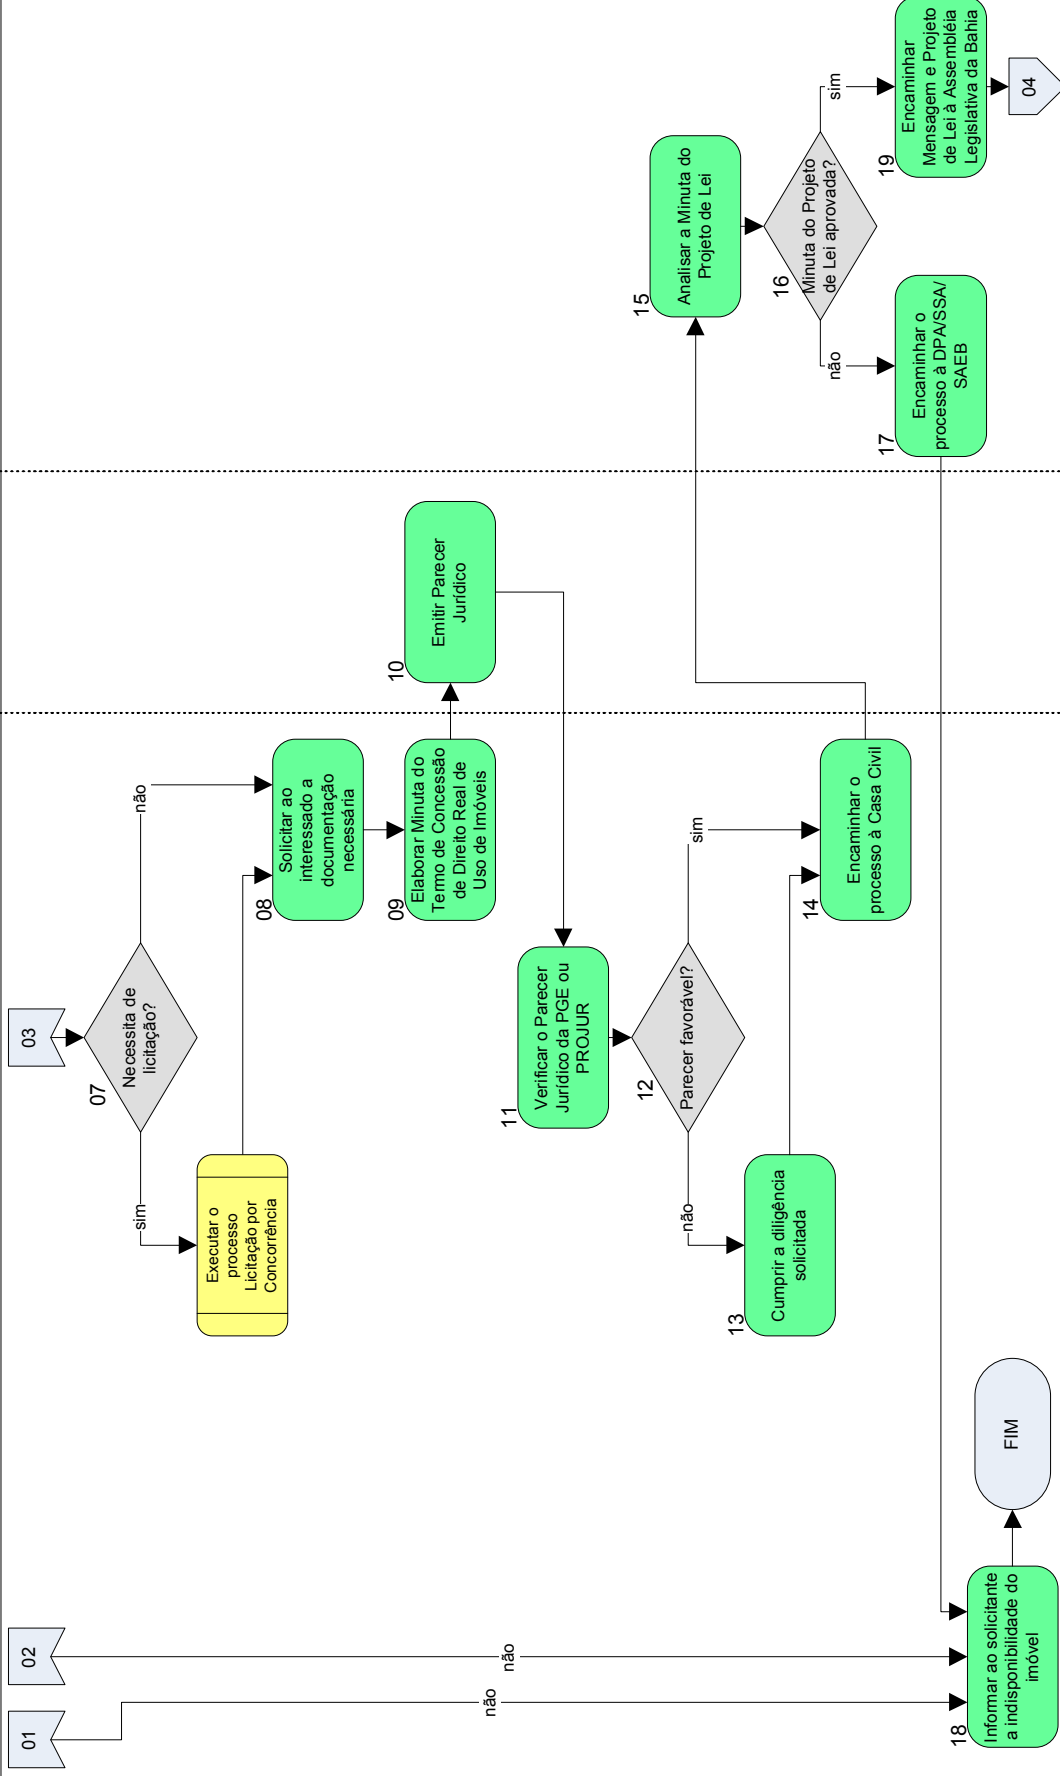 01
02
03
não
não
07
Necessita de
licitação?
sim
não
Executar o
processo
Licitação por
Concorrência
08
Solicitar ao
interessado a
documentação
necessária
09
Elaborar Minuta do
Termo de Concessão
de Direito Real de
Uso de Imóveis
10
Emitir Parecer
Jurídico
11
Verificar o Parecer
Jurídico da PGE ou
PROJUR
12
Parecer favorável?
não
sim
13
Cumprir a diligência
solicitada
14
Encaminhar o
processo à Casa Civil
15
Analisar a Minuta do
Projeto de Lei
16
Minuta do Projeto
de Lei aprovada?
não
sim
17
Encaminhar o
processo à DPA/SSA/
SAEB
18
Informar ao solicitante
a indisponibilidade do
imóvel
FIM
19
Encaminhar
Mensagem e Projeto
de Lei à Assembléia
Legislativa da Bahia
04